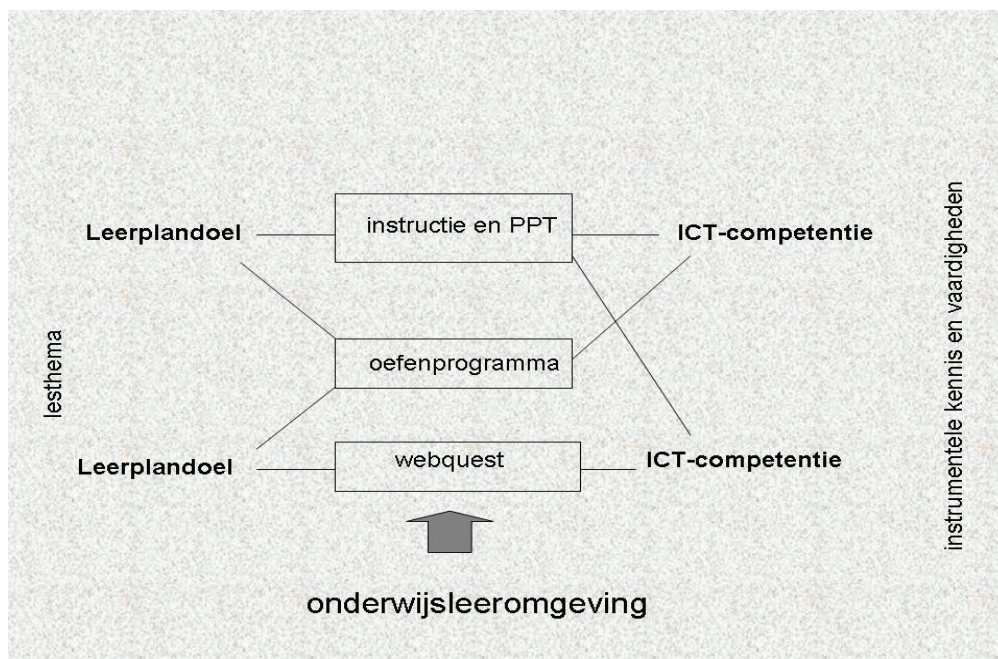 instructie en PPT
Leerplandoel
ICT-competentie
oefenprogramma
lesthema
instrumentele kennis en vaardigheden
webquest
Leerplandoel
ICT-competentie
onderwijsleeromgeving